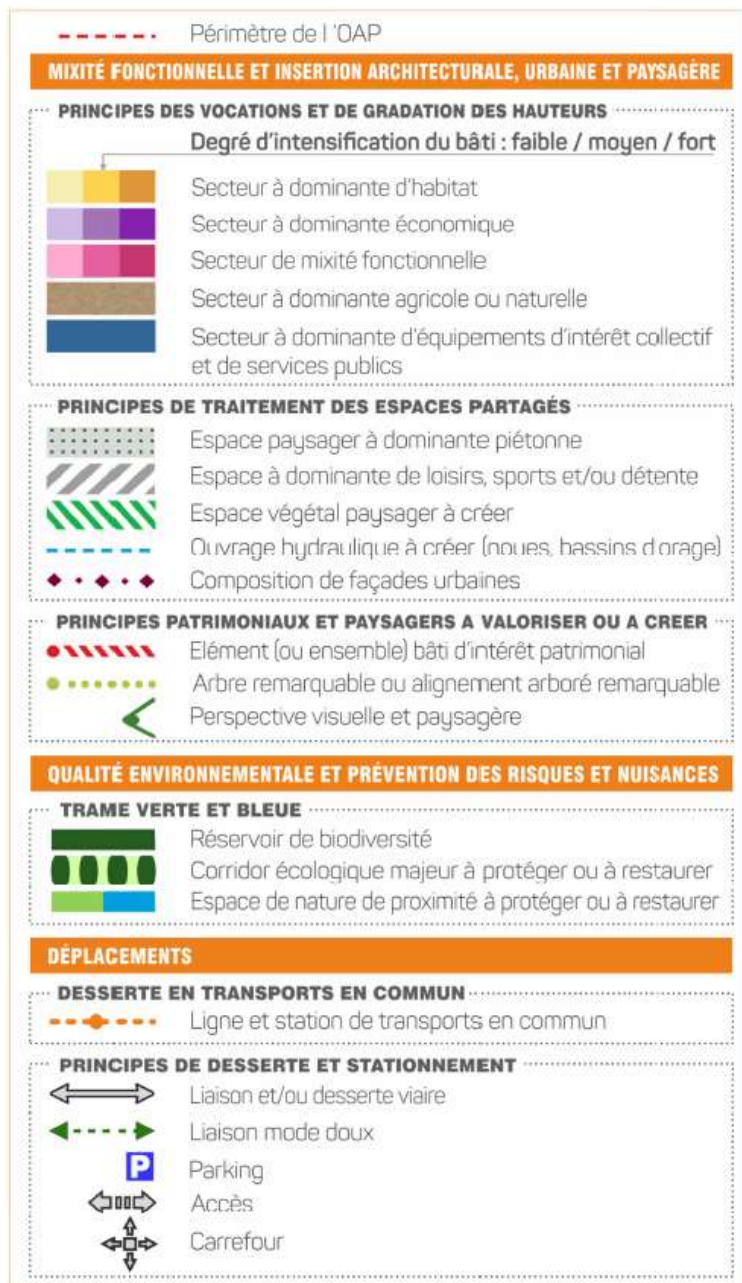 Périmètre de l 'OAP
MIXITÉ FONCTIONNELLE ET INSERTION ARCHITECTURALE, URBAINE ET PAYSAGÈRE
PRINCIPES DES VOCATIONS ET DE GRADATION DES HAUTEURS
Degré d'intensification du bâti : faible / moyen / fort
Secteur à dominante d'habitat
Secteur à dominante économique
Secteur de mixité fonctionnelle
Secteur à dominante agricole ou naturelle
Secteur à dominante d'équipements d'intérêt collectif
et de services publics
PRINCIPES DE TRAITEMENT DES ESPACES PARTAGÉS
Espace paysager à dominante piétonne
Espace à dominante de loisirs, sports et/ou détente
Espace végétal paysager à créer
Ouvrage hydraulique à créer (noues, bassins d'orage)
Composition de façades urbaines
PRINCIPES PATRIMONIAUX ET PAYSAGERS A VALORISER OU A CREER
Elément (ou ensemble) bâti d'intérêt patrimonial
Arbre remarquable ou alignement arboré remarquable
Perspective visuelle et paysagère
QUALITÉ ENVIRONNEMENTALE ET PRÉVENTION DES RISQUES ET NUISANCES
TRAME VERTE ET BLEUE
Réservoir de biodiversité
Corridor écologique majeur à protéger ou à restaurer
Espace de nature de proximité à protéger ou à restaurer
DÉPLACEMENTS
DESSERTE EN TRANSPORTS EN COMMUN
Ligne et station de transports en commun
PRINCIPES DE DESSERTE ET STATIONNEMENT
Liaison et/ou desserte viaire
Liaison mode doux
P Parking
Accès
Carrefour